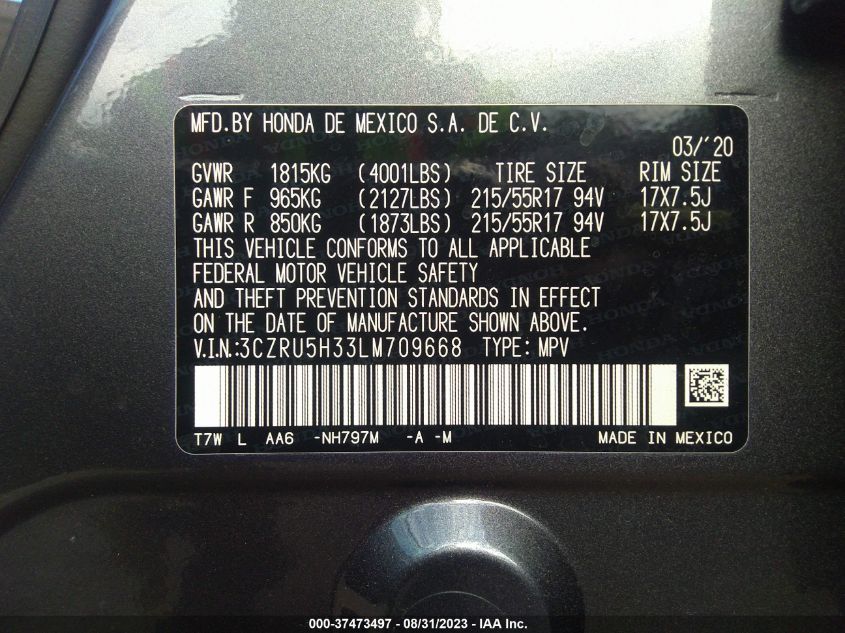 MFD.BY HONDA DE MEXICO S.A. DE C.V.
03/'20
GVWR 1815KG (4001LBS) TIRE SIZE RIM SIZE
GAWR F 965KG (2127LBS) 215/55R17 94V 17X7.5J
GAWR R 850KG (1873LBS) 215/55R17 94V 17X7.5J
THIS VEHICLE CONFORMS TO ALL APPLICABLE
FEDERAL MOTOR VEHICLE SAFETY
AND THEFT PREVENTION STANDARDS IN EFFECT
ON THE DATE OF MANUFACTURE SHOWN ABOVE.
V.I.N.:3CZRU5H33LM709668 TYPE: MPV
T7W L AA6 -NH797M -A -M MADE IN MEXICO
000-37473497 - 08/31/2023 - IAA Inc.